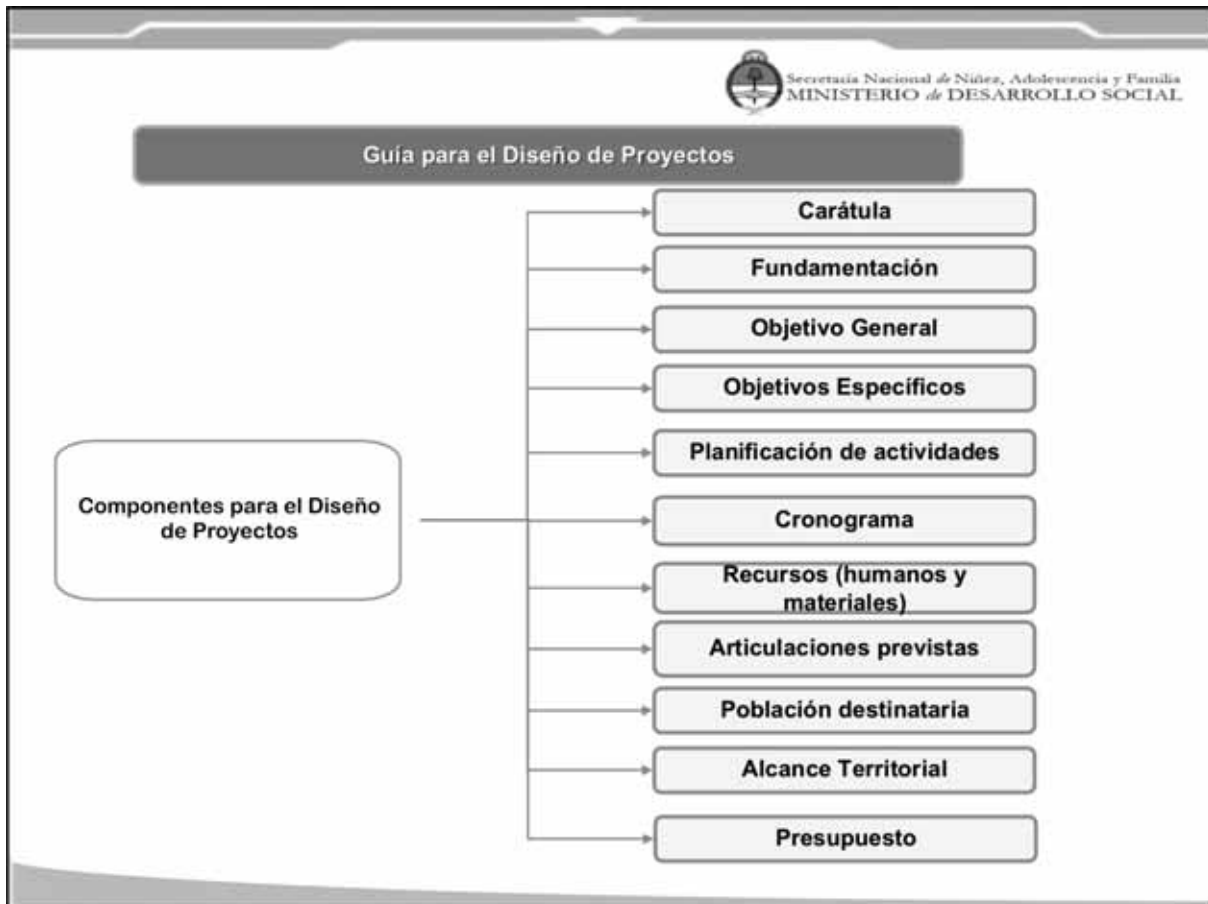 Secretaría Nacional de Niñez, Adolescencia y Familia
MINISTERIO de DESARROLLO SOCIAL
Guía para el Diseño de Proyectos
Carátula
Fundamentación
Objetivo General
Objetivos Específicos
Planificación de actividades
Componentes para el Diseño
de Proyectos
Cronograma
Recursos (humanos y
materiales)
Articulaciones previstas
Población destinataria
Alcance Territorial
Presupuesto